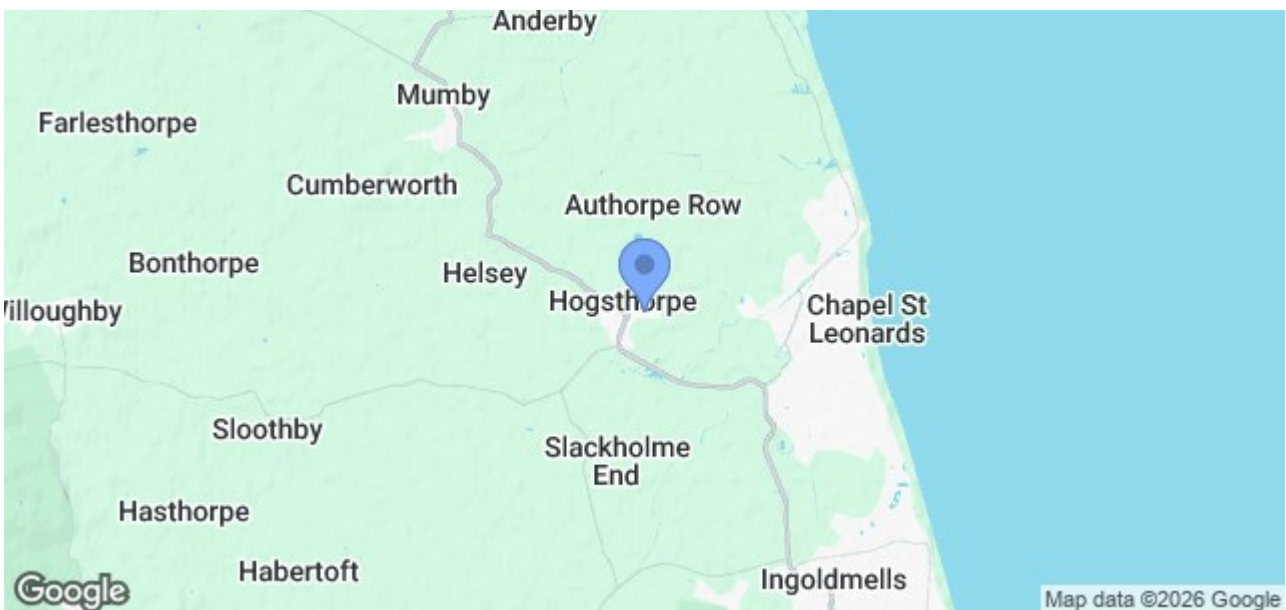 Anderby
Mumby
Farlesthorpe
Cumberworth
Authorpe Row
Bonthorpe
Helsey
Hogsthorpe
Chapel St
Leonards
illoughby
Sloothby
Slackholme
End
Hasthorpe
Habertoft
Ingoldmells
Google
Map data ©2026 Google